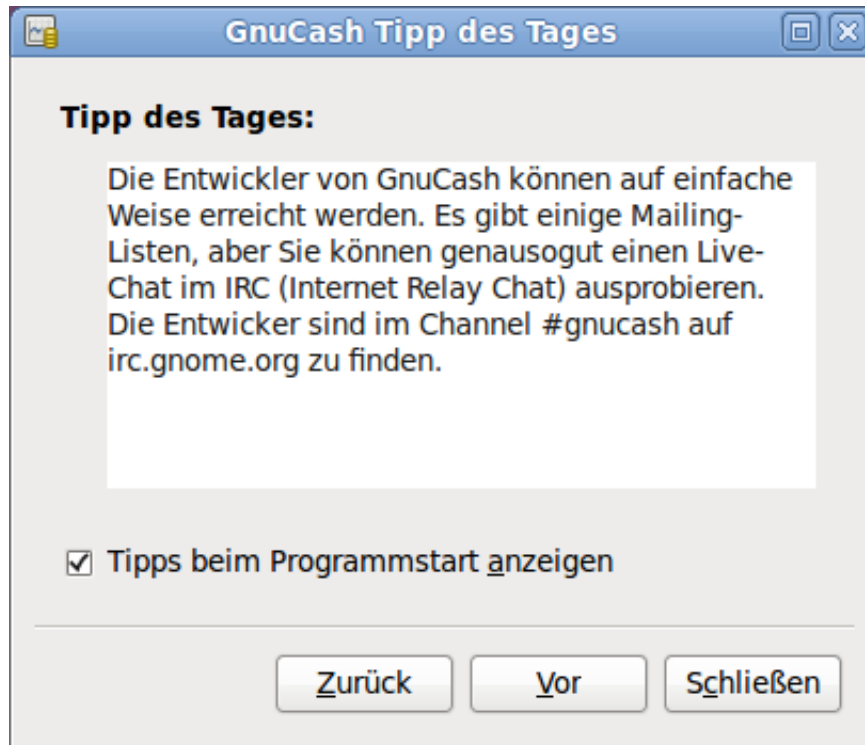 GnuCash Tipp des Tages
Tipp des Tages:
Die Entwickler von GnuCash können auf einfache
Weise erreicht werden. Es gibt einige Mailing-
Listen, aber Sie können genausogut einen Live-
Chat im IRC (Internet Relay Chat) ausprobieren.
Die Entwicker sind im Channel #gnucash auf
irc.gnome.org zu finden.
Tipps beim Programmstart anzeigen
Zurück
Vor
Schließen